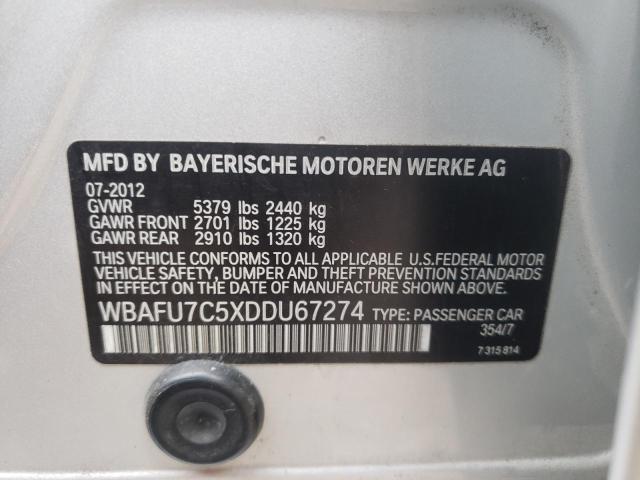 MFD BY BAYERISCHE MOTOREN WERKE AG
07-2012
GVWR 5379 lbs 2440 kg
GAWR FRONT 2701 lbs 1225 kg
GAWR REAR 2910 lbs 1320 kg
THIS VEHICLE CONFORMS TO ALL APPLICABLE U.S.FEDERAL MOTOR
VEHICLE SAFETY, BUMPER AND THEFT PREVENTION STANDARDS
IN EFFECT ON THE DATE OF MANUFACTURE SHOWN ABOVE.
WBAFU7C5XDDU67274 TYPE: PASSENGER CAR
354/7
7 315 814